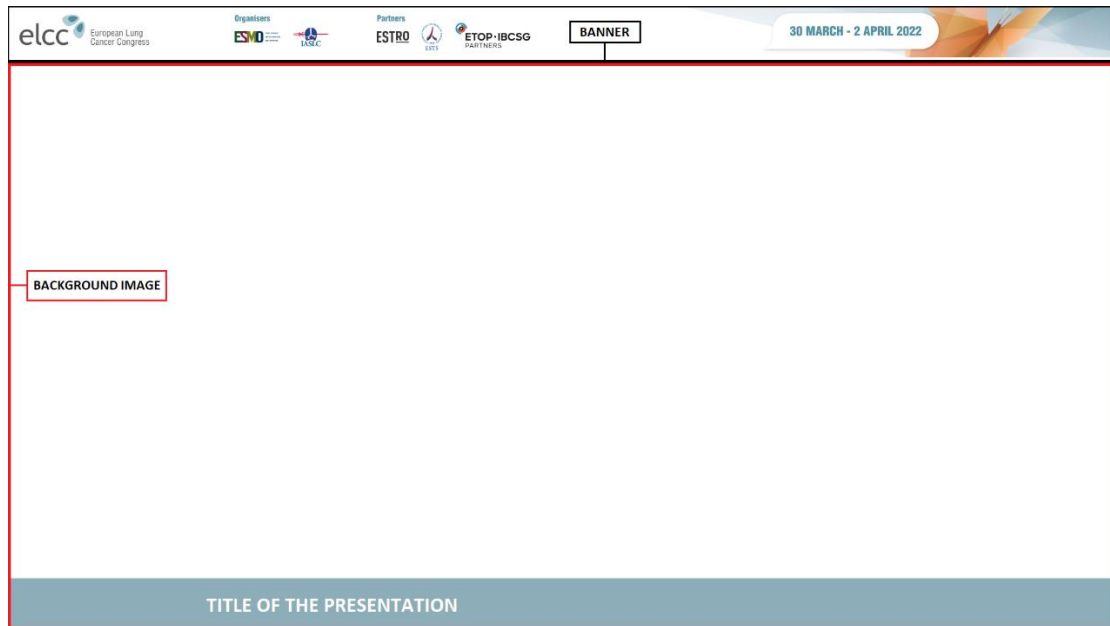 elcc European Lung
Cancer Congress
Organisers
ESMO
IASLC
Partners
ESTRO
ESTS
ETOP·IBCSG
PARTNERS
BANNER
30 MARCH - 2 APRIL 2022
BACKGROUND IMAGE
TITLE OF THE PRESENTATION